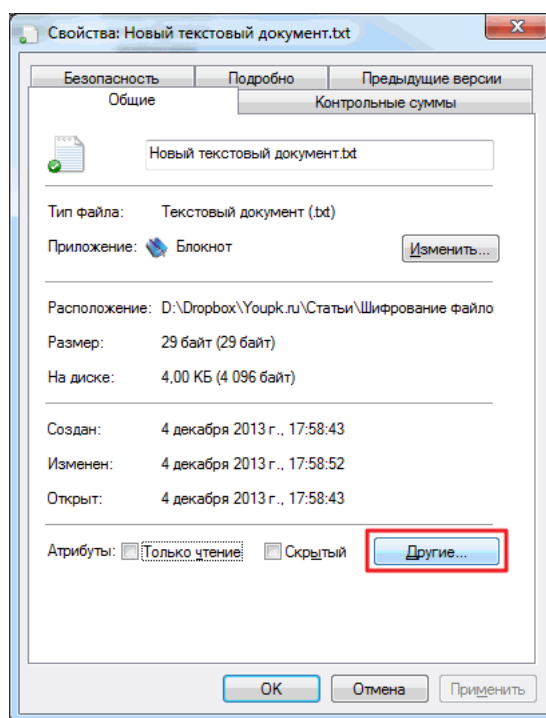 Свойства: Новый текстовый документ.txt
Безопасность Подробно Предыдущие версии
Общие Контрольные суммы
Новый текстовый документ.txt
Тип файла: Текстовый документ (.txt)
Приложение: Блокнот Изменить...
Расположение: D:\Dropbox\Youpk.ru\Статьи\Шифрование файло
Размер: 29 байт (29 байт)
На диске: 4,00 КБ (4 096 байт)
Создан: 4 декабря 2013 г., 17:58:43
Изменен: 4 декабря 2013 г., 17:58:52
Открыт: 4 декабря 2013 г., 17:58:43
Атрибуты: Только чтение Скрытый Другие...
OK Отмена Применить